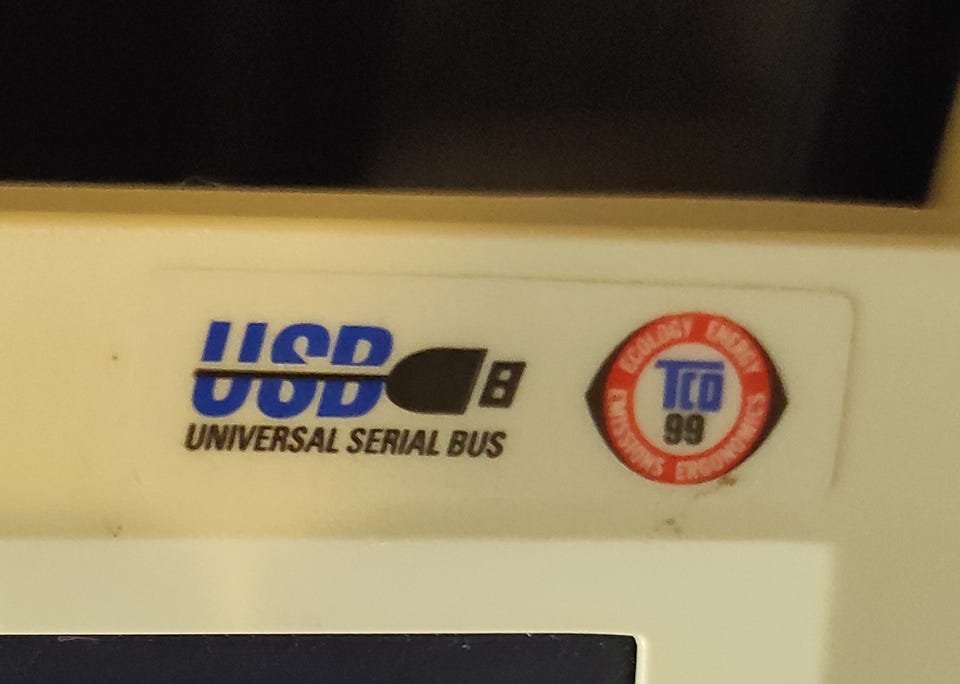 USB
UNIVERSAL SERIAL BUS
ECOLOGY ENERGY
TCO
99
EMISSIONS ERGONOMICS